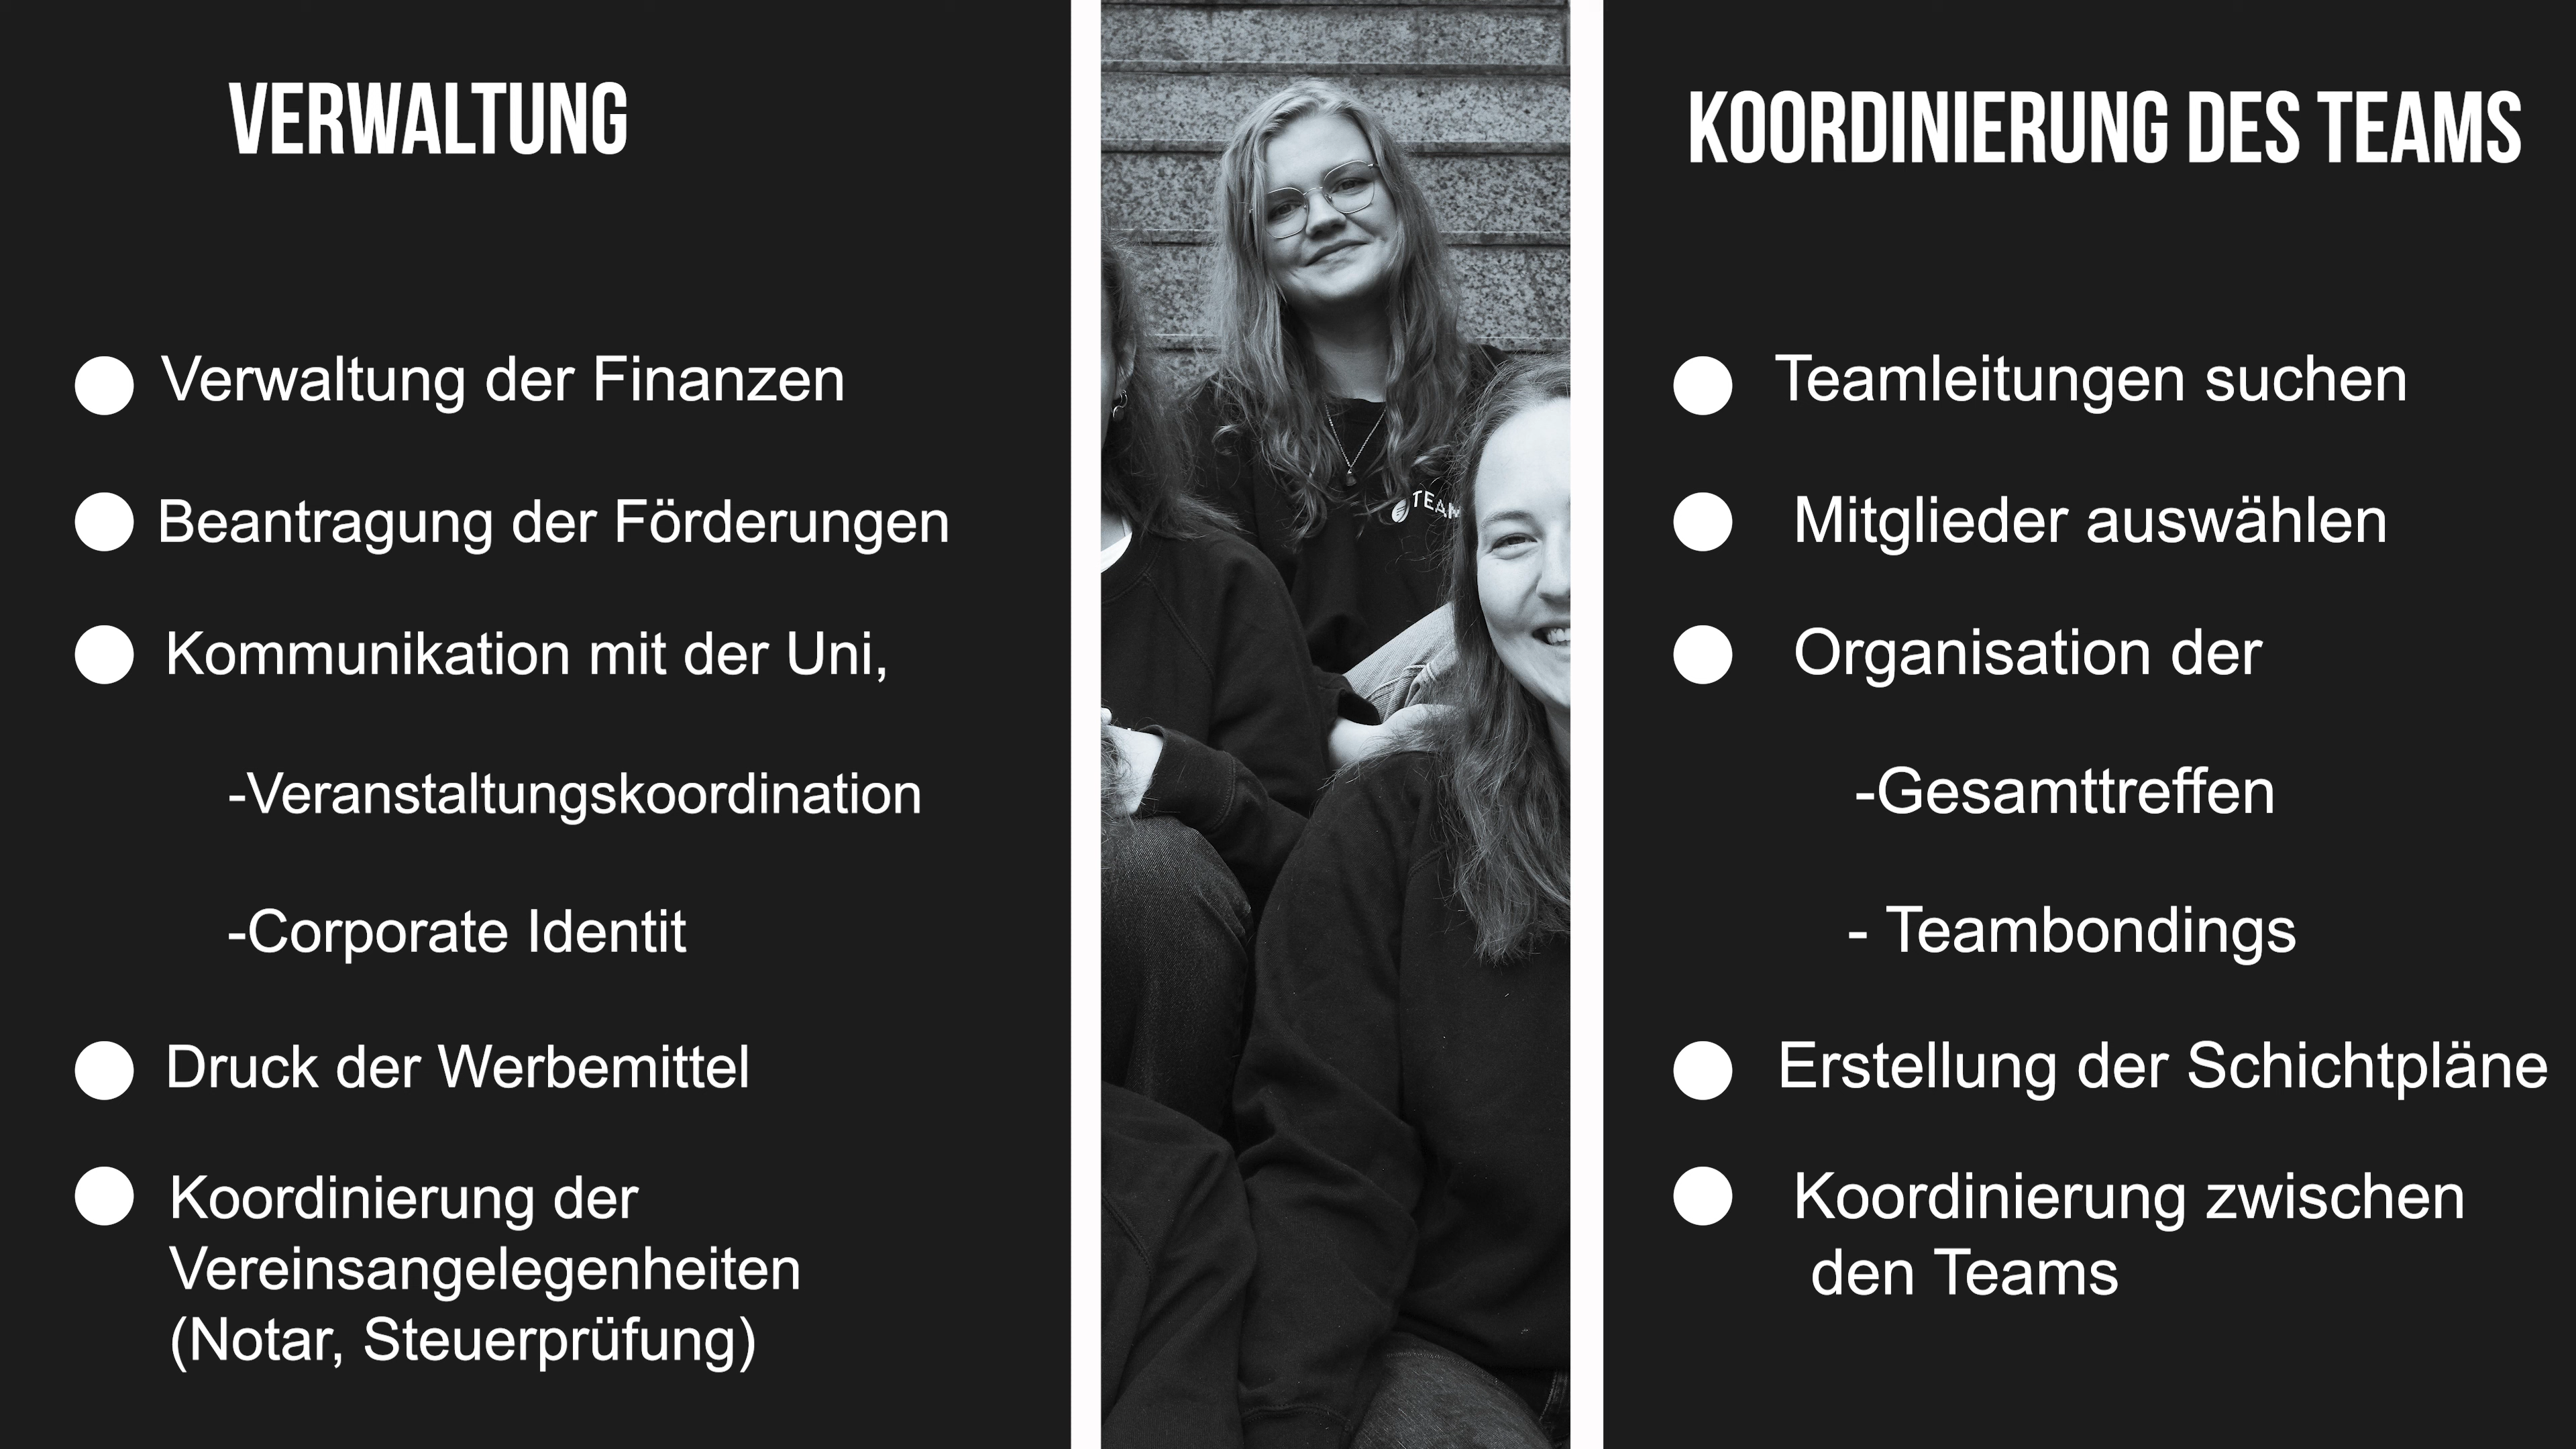 VERWALTUNG
Verwaltung der Finanzen
Beantragung der Förderungen
Kommunikation mit der Uni,
-Veranstaltungskoordination
-Corporate Identit
Druck der Werbemittel
Koordinierung der
Vereinsangelegenheiten
(Notar, Steuerprüfung)
TEAM
KOORDINIERUNG DES TEAMS
Teamleitungen suchen
Mitglieder auswählen
Organisation der
-Gesamttreffen
- Teambondings
Erstellung der Schichtpläne
Koordinierung zwischen
den Teams